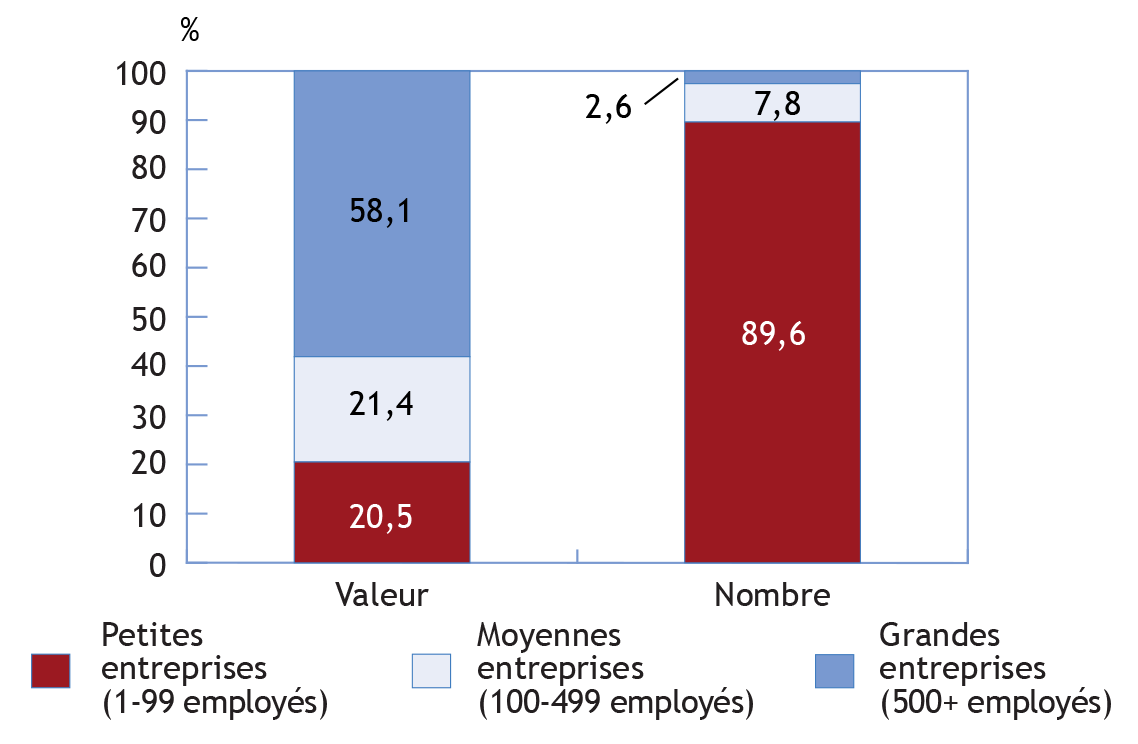 %
100
90
80
70
60
50
40
30
20
10
0
58,1
21,4
20,5
2,6
7,8
89,6
Valeur
Nombre
Petites
entreprises
(1-99 employés)
Moyennes
entreprises
(100-499 employés)
Grandes
entreprises
(500+ employés)